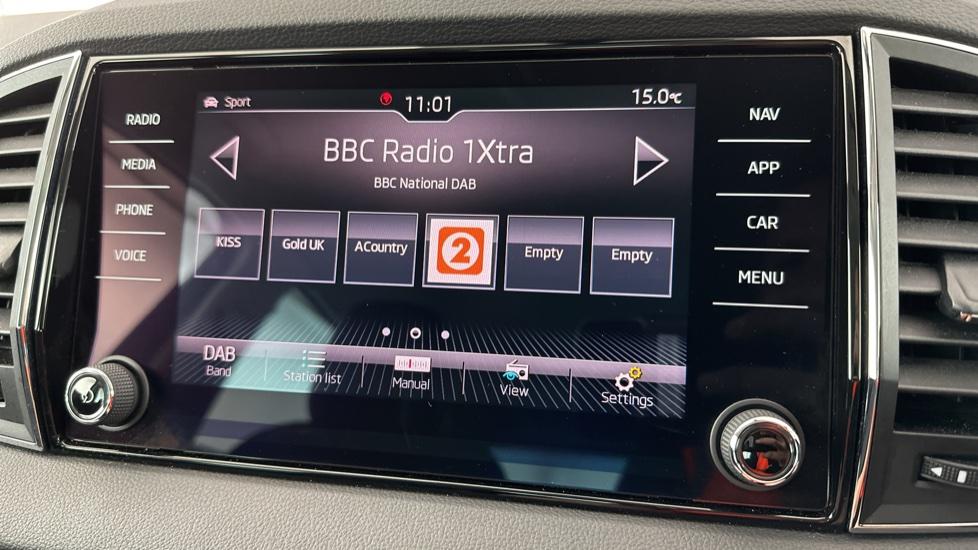 Sport 11:01 15.0°C
RADIO
MEDIA
PHONE
VOICE
BBC Radio 1Xtra
BBC National DAB
KISS Gold UK ACountry 2 Empty Empty
DAB
Band Station list Manual View Settings
NAV
APP
CAR
MENU